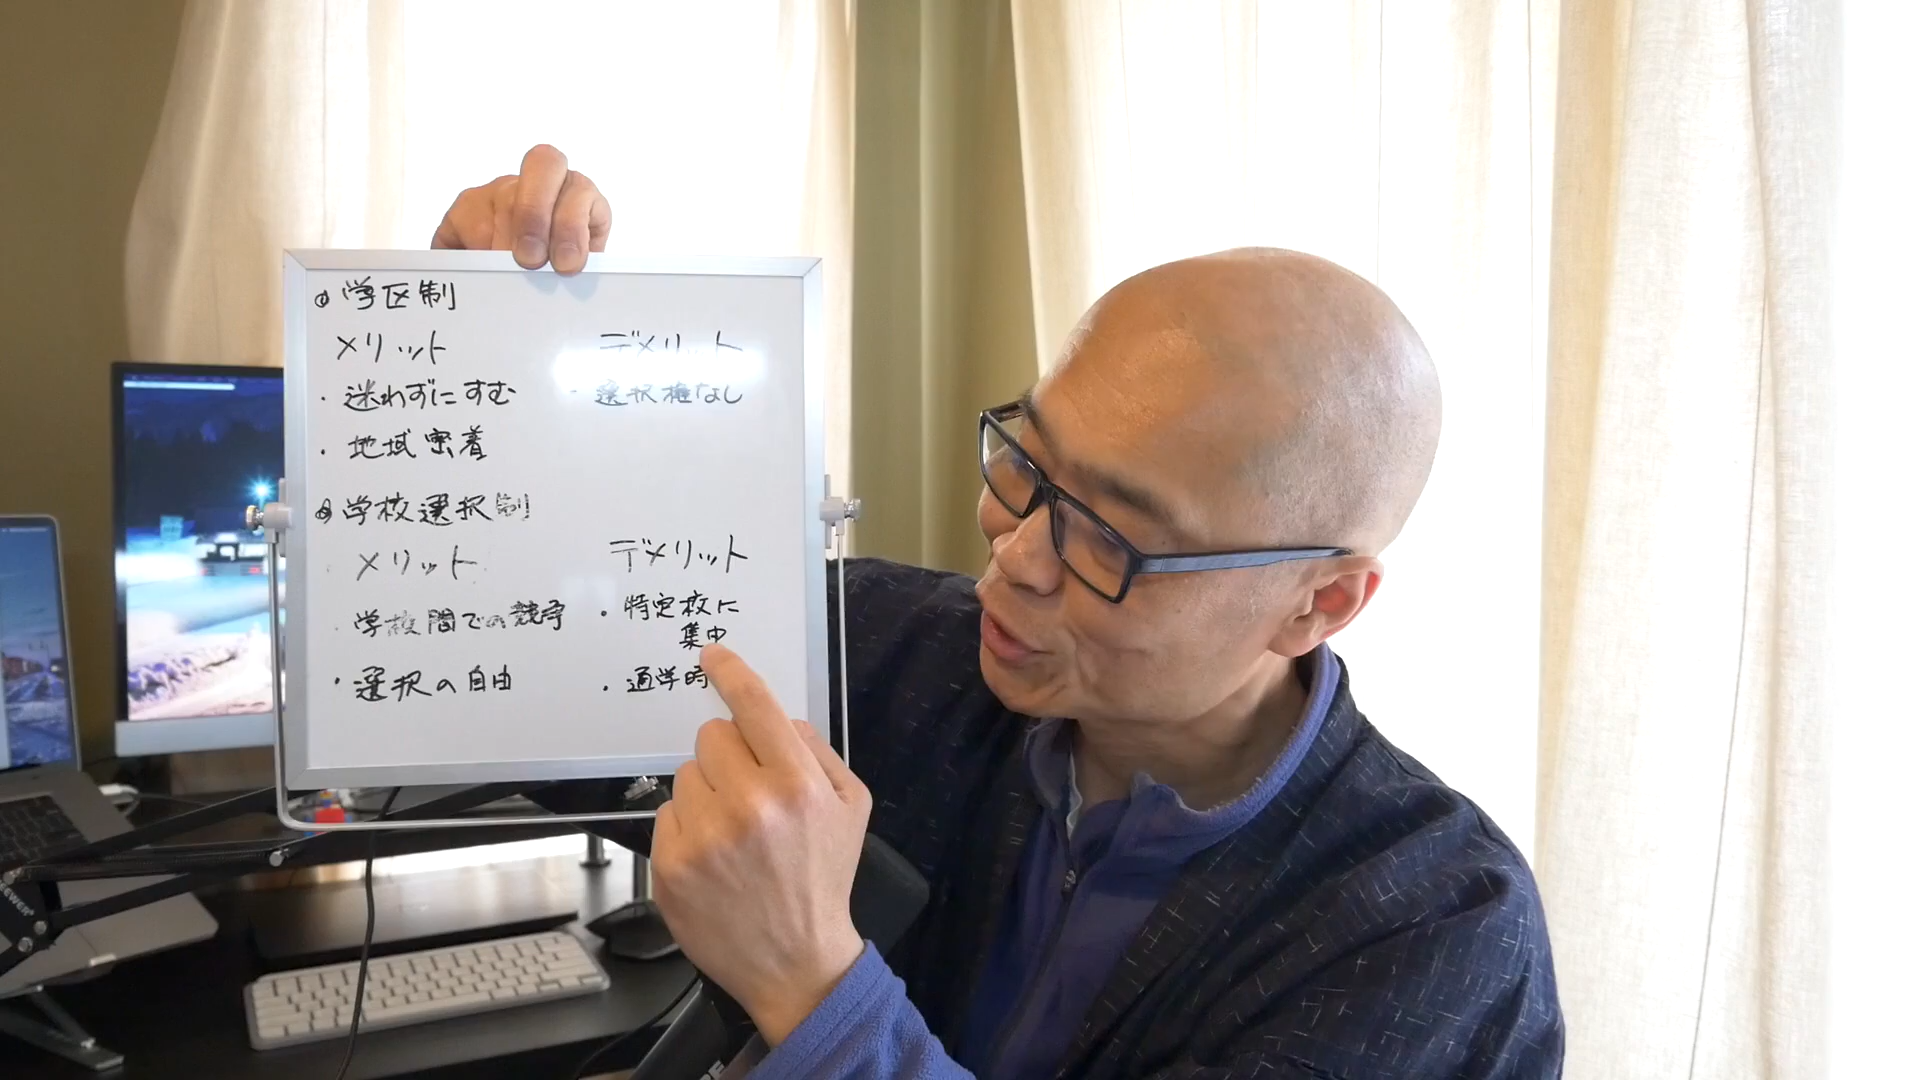 ① 学区制
メリット デメリット
・迷わずにすむ ・選択権なし
・地域密着
② 学校選択制
メリット デメリット
・学校間での競争 ・特定校に
集中
・選択の自由 ・通学時
NEEWER